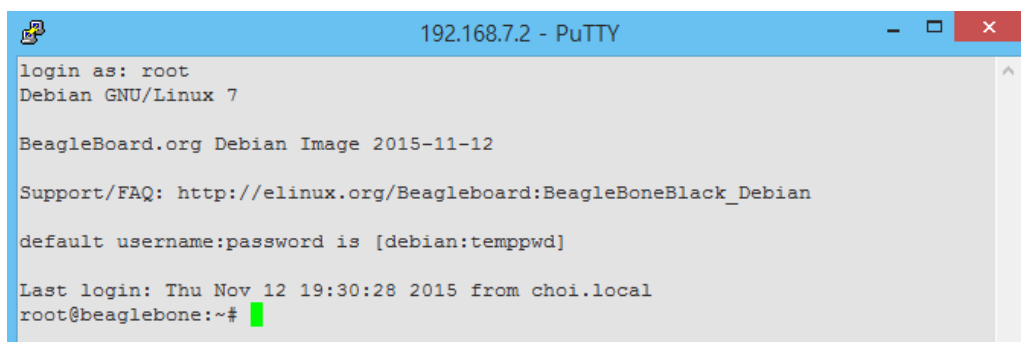 192.168.7.2 - PuTTY
login as: root
Debian GNU/Linux 7
BeagleBoard.org Debian Image 2015-11-12
Support/FAQ: http://elinux.org/Beagleboard:BeagleBoneBlack_Debian
default username:password is [debian:temppwd]
Last login: Thu Nov 12 19:30:28 2015 from choi.local
root@beaglebone:~#